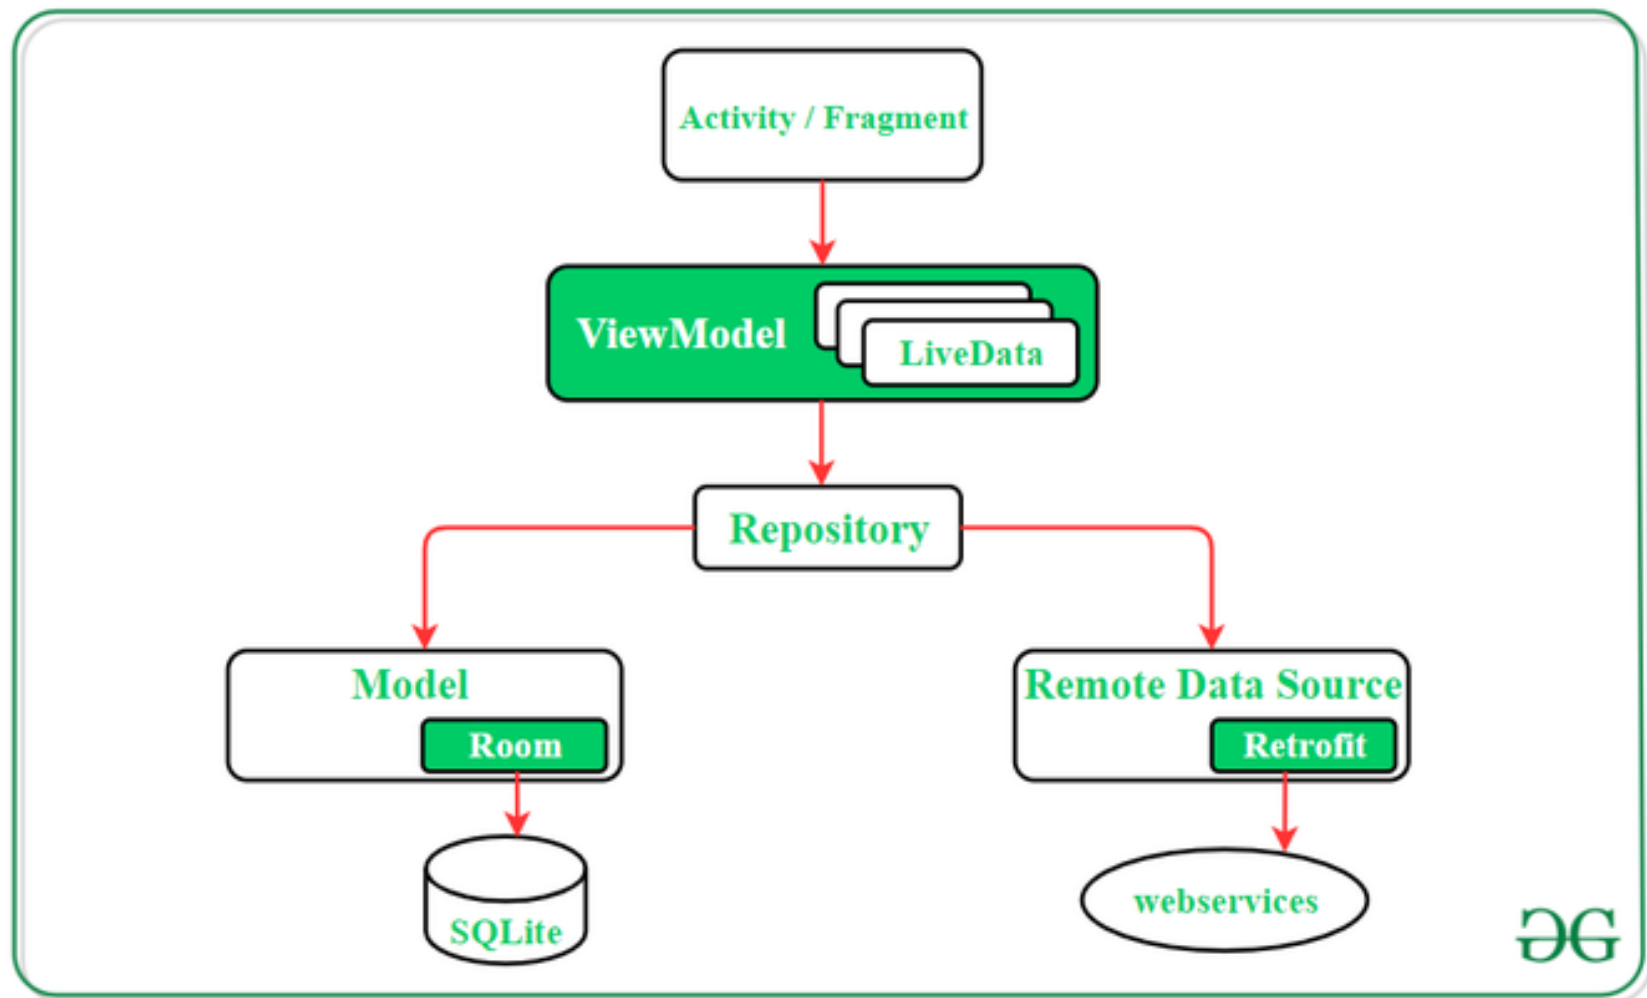 Activity / Fragment
ViewModel
LiveData
Repository
Model
Room
Remote Data Source
Retrofit
SQLite
webservices